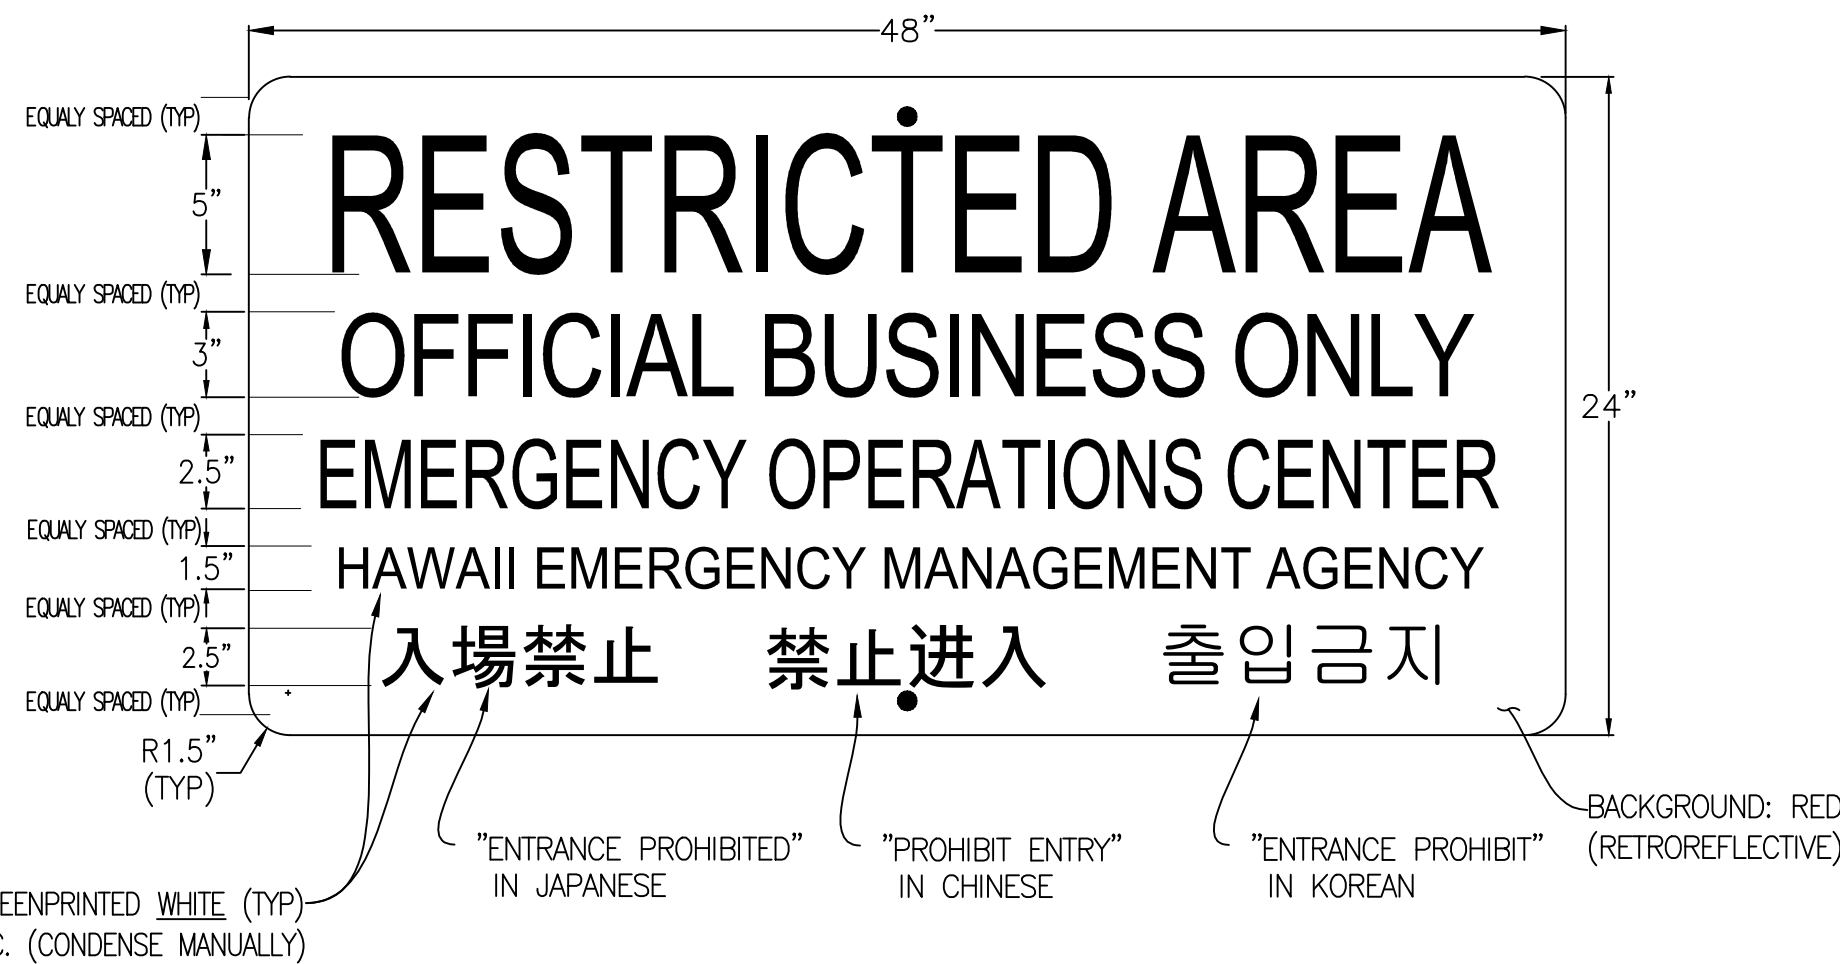 48”
EQUALY SPACED (TYP)
RESTRICTED AREA
5”
EQUALY SPACED (TYP)
OFFICIAL BUSINESS ONLY
3”
24”
EQUALY SPACED (TYP)
EMERGENCY OPERATIONS CENTER
2.5”
EQUALY SPACED (TYP)
HAWAII EMERGENCY MANAGEMENT AGENCY
1.5”
EQUALY SPACED (TYP)
入場禁止 禁止进入 출입금지
2.5”
EQUALY SPACED (TYP)
R1.5”
(TYP)
BACKGROUND: RED
(RETROREFLECTIVE)
”ENTRANCE PROHIBITED”
IN JAPANESE
”PROHIBIT ENTRY”
IN CHINESE
”ENTRANCE PROHIBIT”
IN KOREAN
EENPRINTED WHITE (TYP)
C. (CONDENSE MANUALLY)